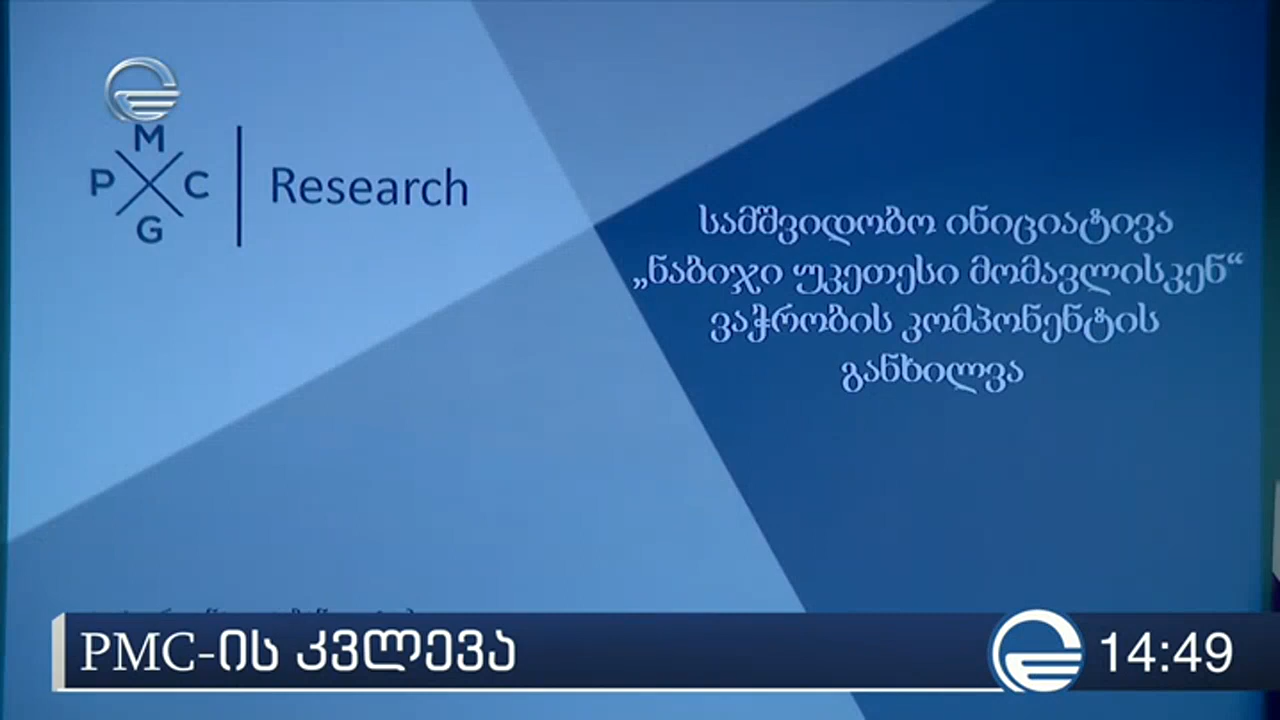 M
P C
G
Research
სამშვიდობო ინიციატივა
„ნაბიჯი უკეთესი მომავლისკენ“
ვაჭრობის კომპონენტის
განხილვა
PMC-ის კვლევა
14:49